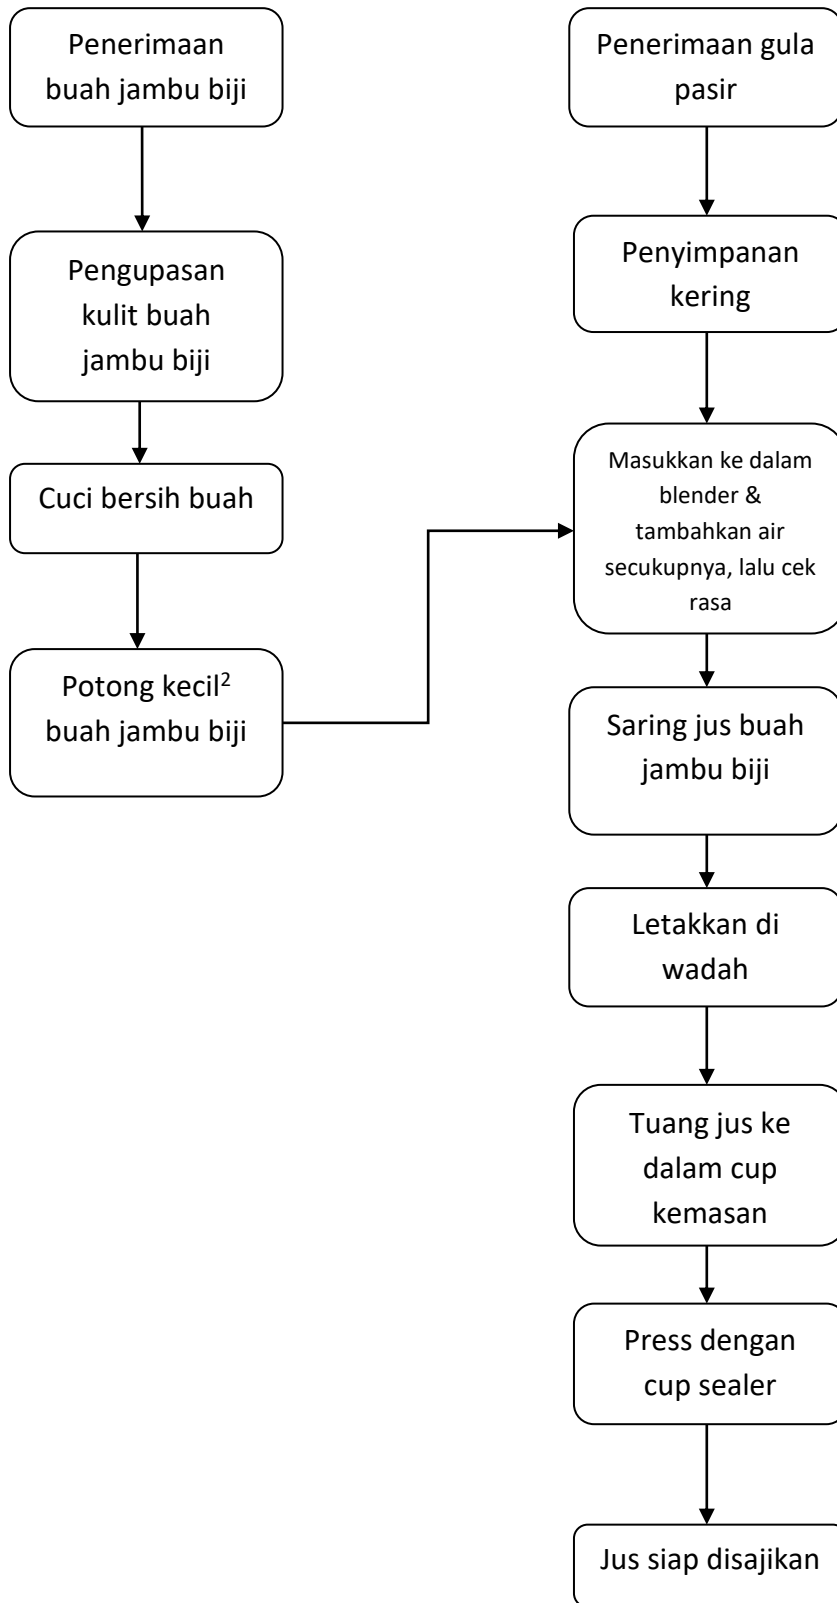 Penerimaan
buah jambu biji
Pengupasan
kulit buah
jambu biji
Cuci bersih buah
Potong kecil²
buah jambu biji
Penerimaan gula
pasir
Penyimpanan
kering
Masukkan ke dalam
blender &
tambahkan air
secukupnya, lalu cek
rasa
Saring jus buah
jambu biji
Letakkan di
wadah
Tuang jus ke
dalam cup
kemasan
Press dengan
cup sealer
Jus siap disajikan